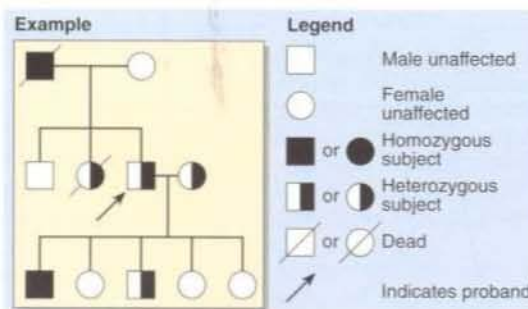 Example
Legend
Male unaffected
Female
unaffected
or
Homozygous
subject
or
Heterozygous
subject
or
Dead
Indicates proband